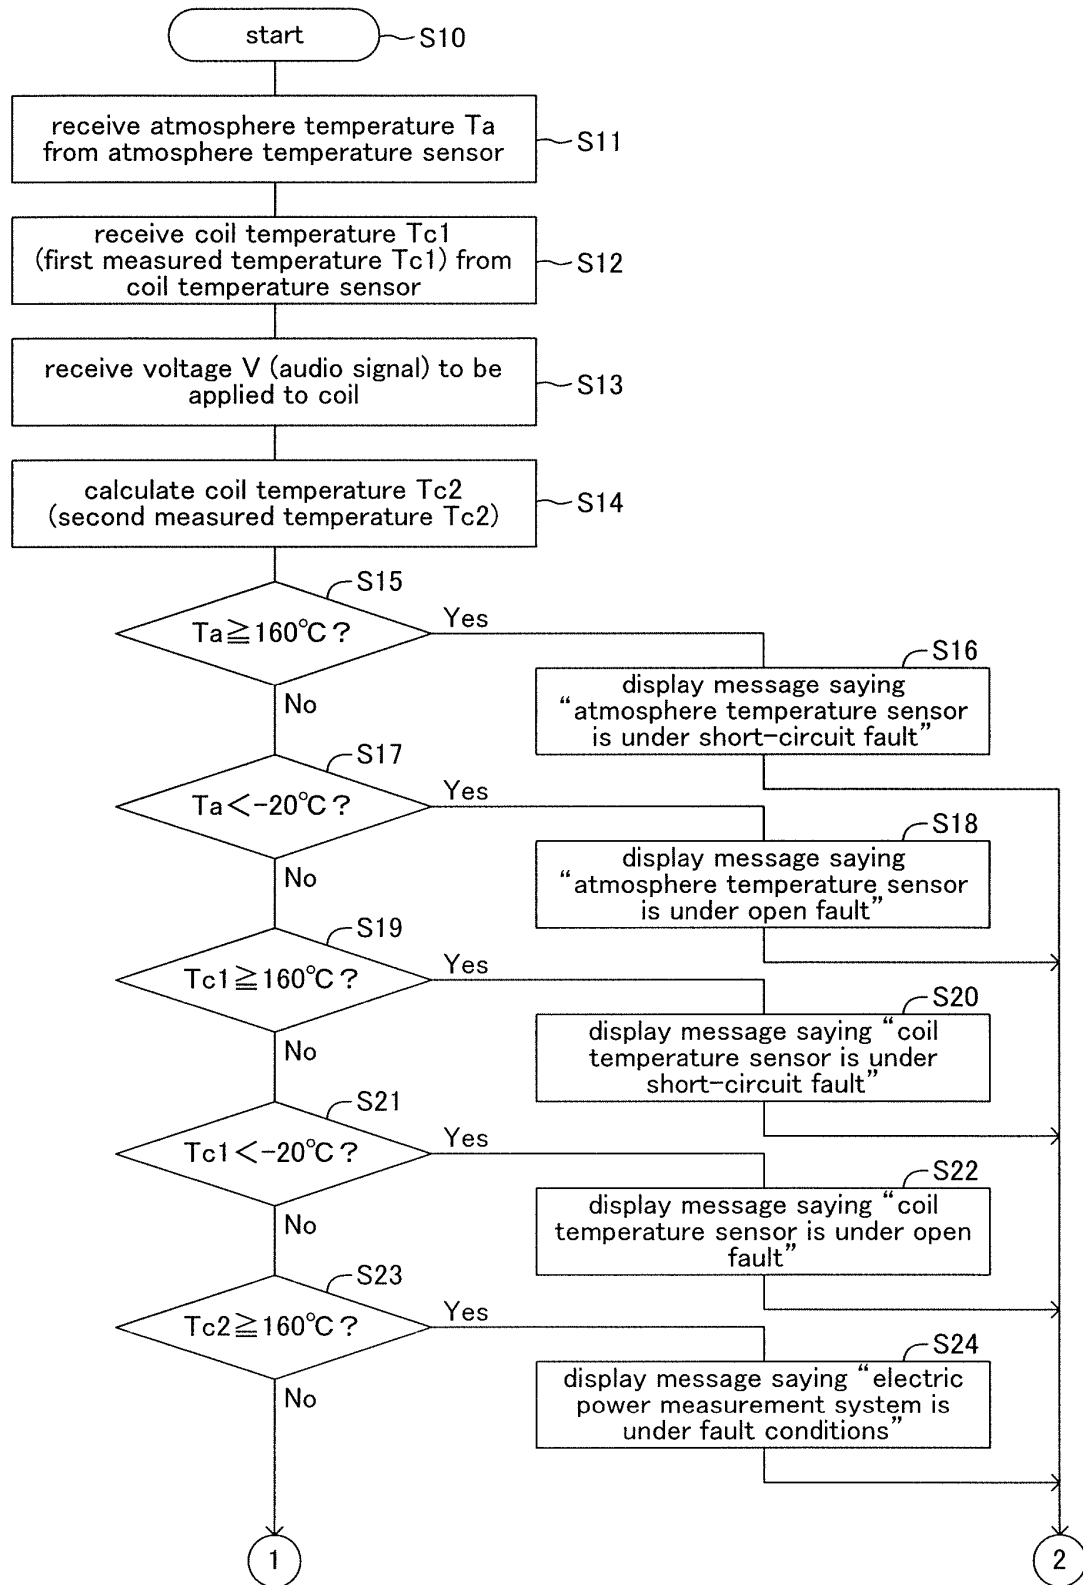 start
S10
receive atmosphere temperature Ta
from atmosphere temperature sensor
S11
receive coil temperature Tc1
(first measured temperature Tc1) from
coil temperature sensor
S12
receive voltage V (audio signal) to be
applied to coil
S13
calculate coil temperature Tc2
(second measured temperature Tc2)
S14
S15
Ta≧160℃?
Yes
No
S16
display message saying
“atmosphere temperature sensor
is under short-circuit fault”
S17
Ta<-20℃?
Yes
No
S18
display message saying
“atmosphere temperature sensor
is under open fault”
S19
Tc1≧160℃?
Yes
No
S20
display message saying “coil
temperature sensor is under
short-circuit fault”
S21
Tc1<-20℃?
Yes
No
S22
display message saying “coil
temperature sensor is under open
fault”
S23
Tc2≧160℃?
Yes
No
S24
display message saying “electric
power measurement system is
under fault conditions”
1
2